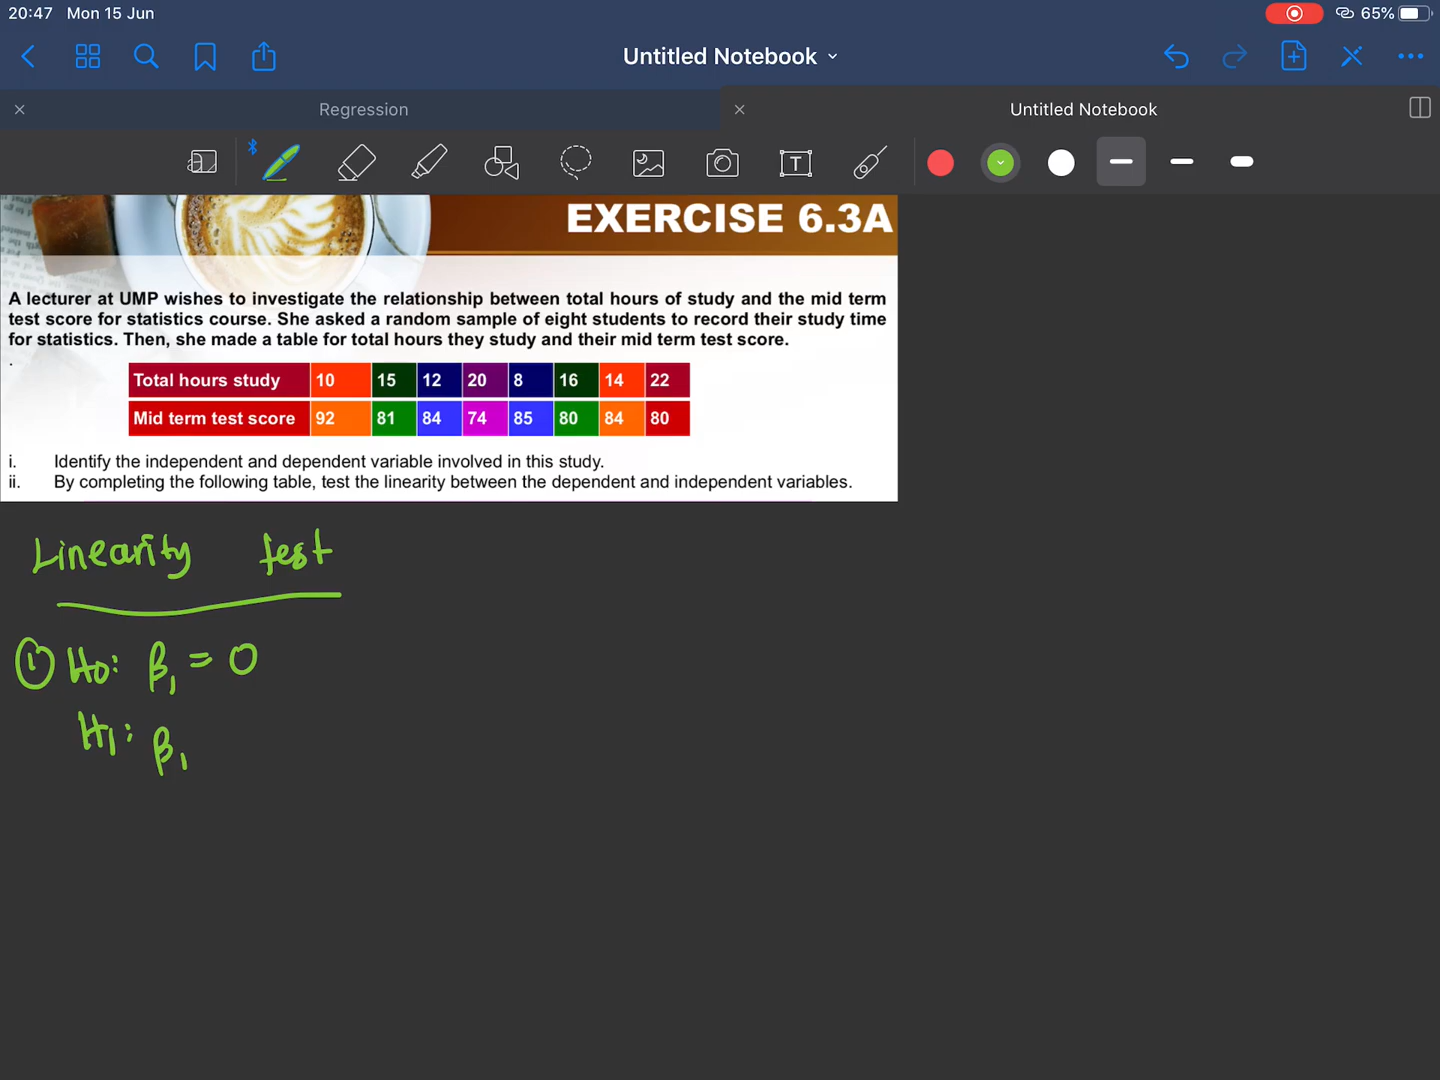 20:47 Mon 15 Jun 65%
Untitled Notebook
Regression
Untitled Notebook
EXERCISE 6.3A
A lecturer at UMP wishes to investigate the relationship between total hours of study and the mid term
test score for statistics course. She asked a random sample of eight students to record their study time
for statistics. Then, she made a table for total hours they study and their mid term test score.
.
Total hours study 10 15 12 20 8 16 14 22
Mid term test score 92 81 84 74 85 80 84 80
i. Identify the independent and dependent variable involved in this study.
ii. By completing the following table, test the linearity between the dependent and independent variables.
Linearity test
① H0: β₁ = 0
H1: β₁